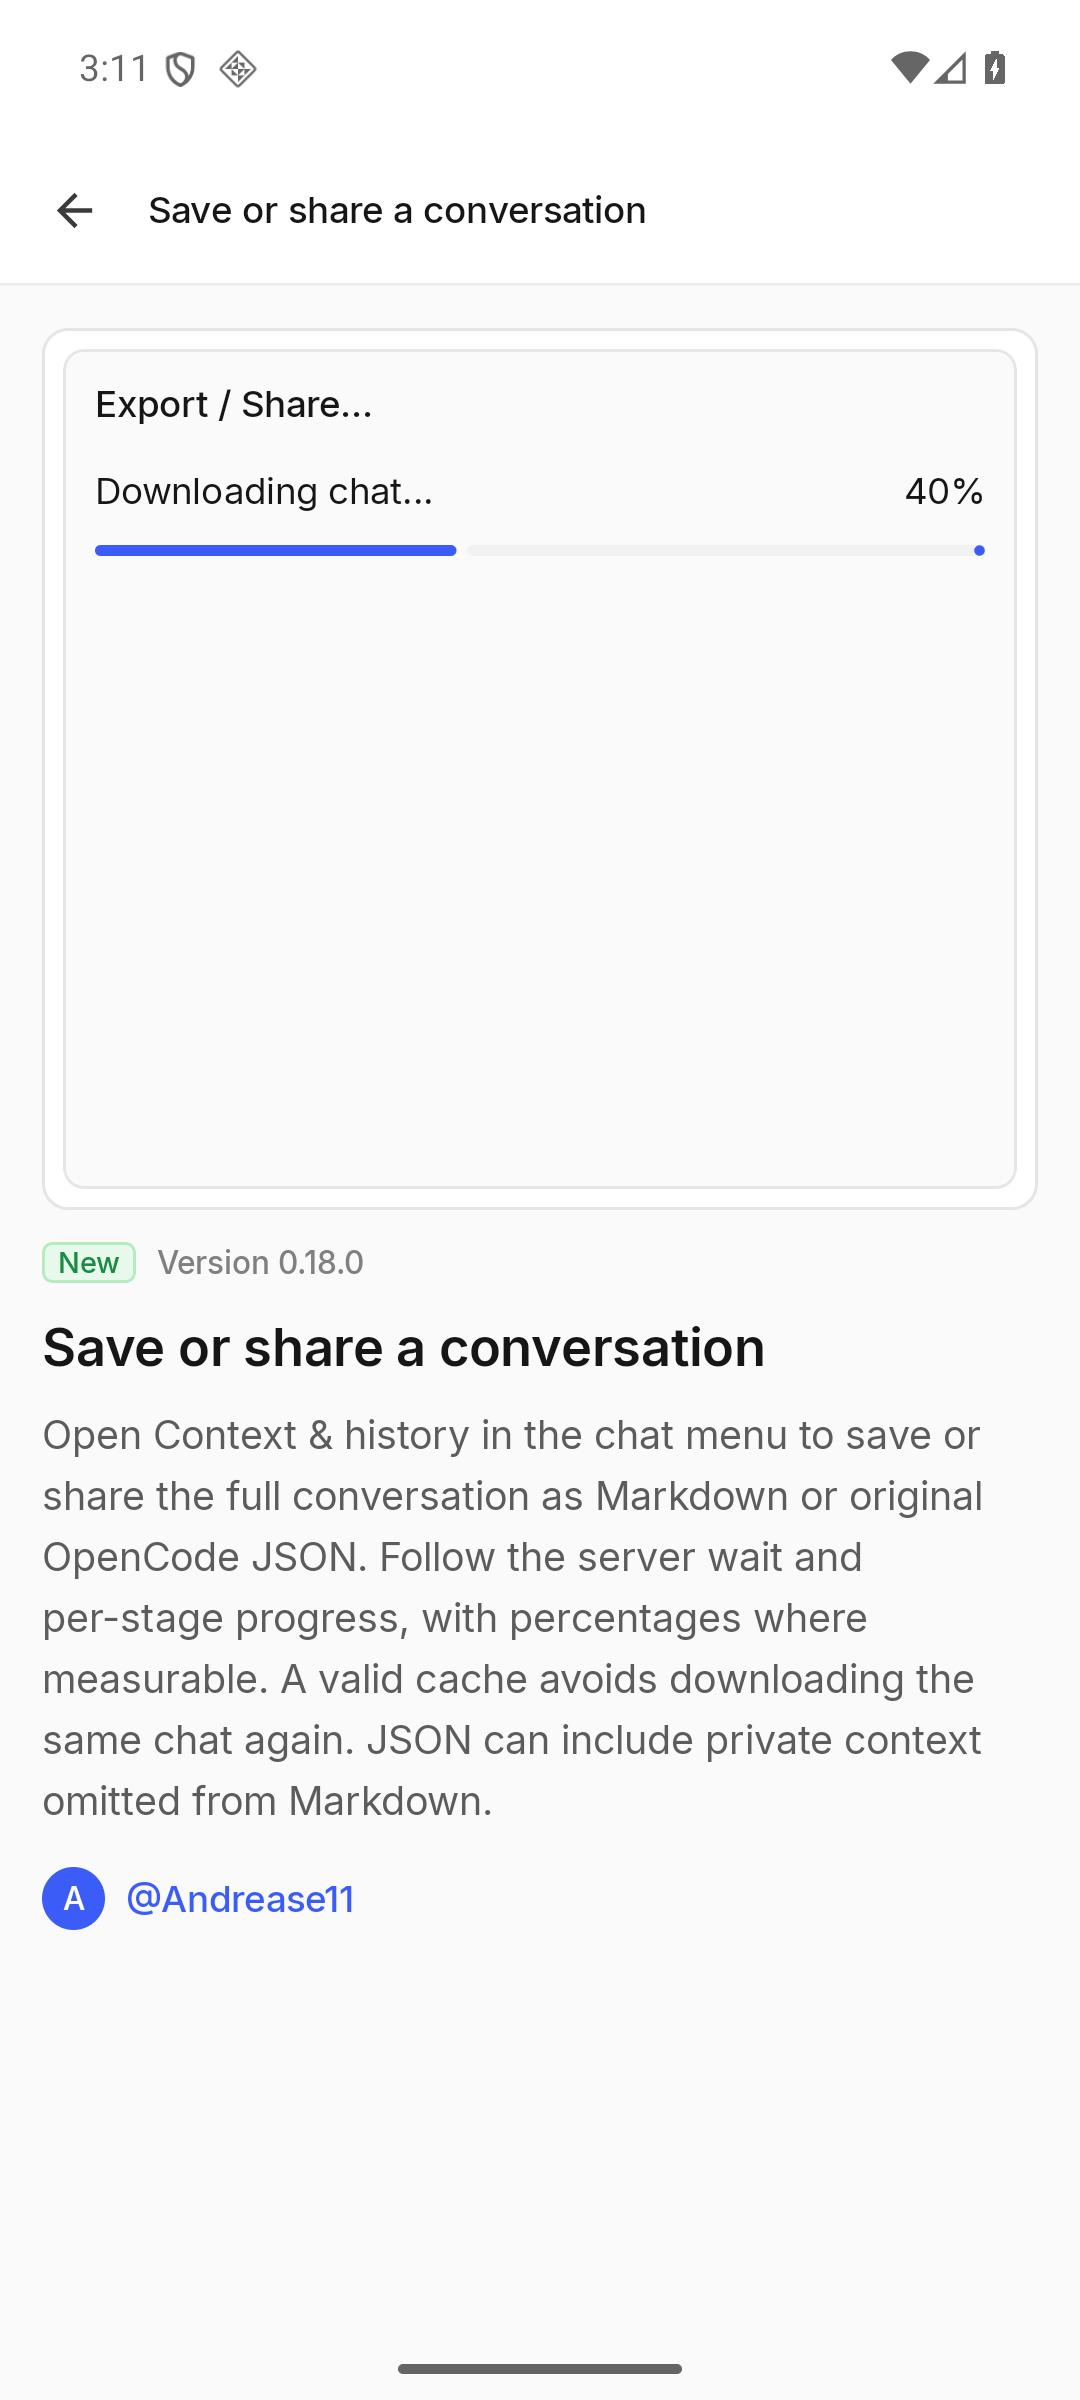 3:11
Save or share a conversation
Export / Share...
Downloading chat... 40%
New Version 0.18.0
Save or share a conversation
Open Context & history in the chat menu to save or
share the full conversation as Markdown or original
OpenCode JSON. Follow the server wait and
per-stage progress, with percentages where
measurable. A valid cache avoids downloading the
same chat again. JSON can include private context
omitted from Markdown.
A @Andrease11